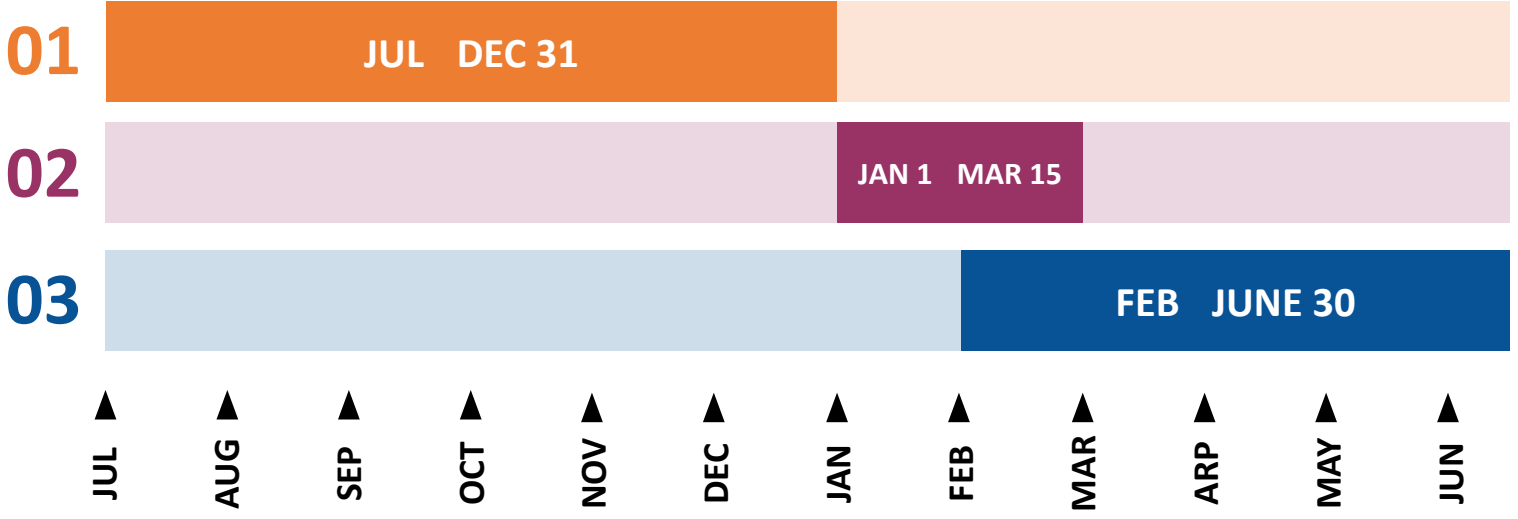 01
JUL DEC 31
02
JAN 1 MAR 15
03
FEB JUNE 30
JUL
AUG
SEP
OCT
NOV
DEC
JAN
FEB
MAR
ARP
MAY
JUN